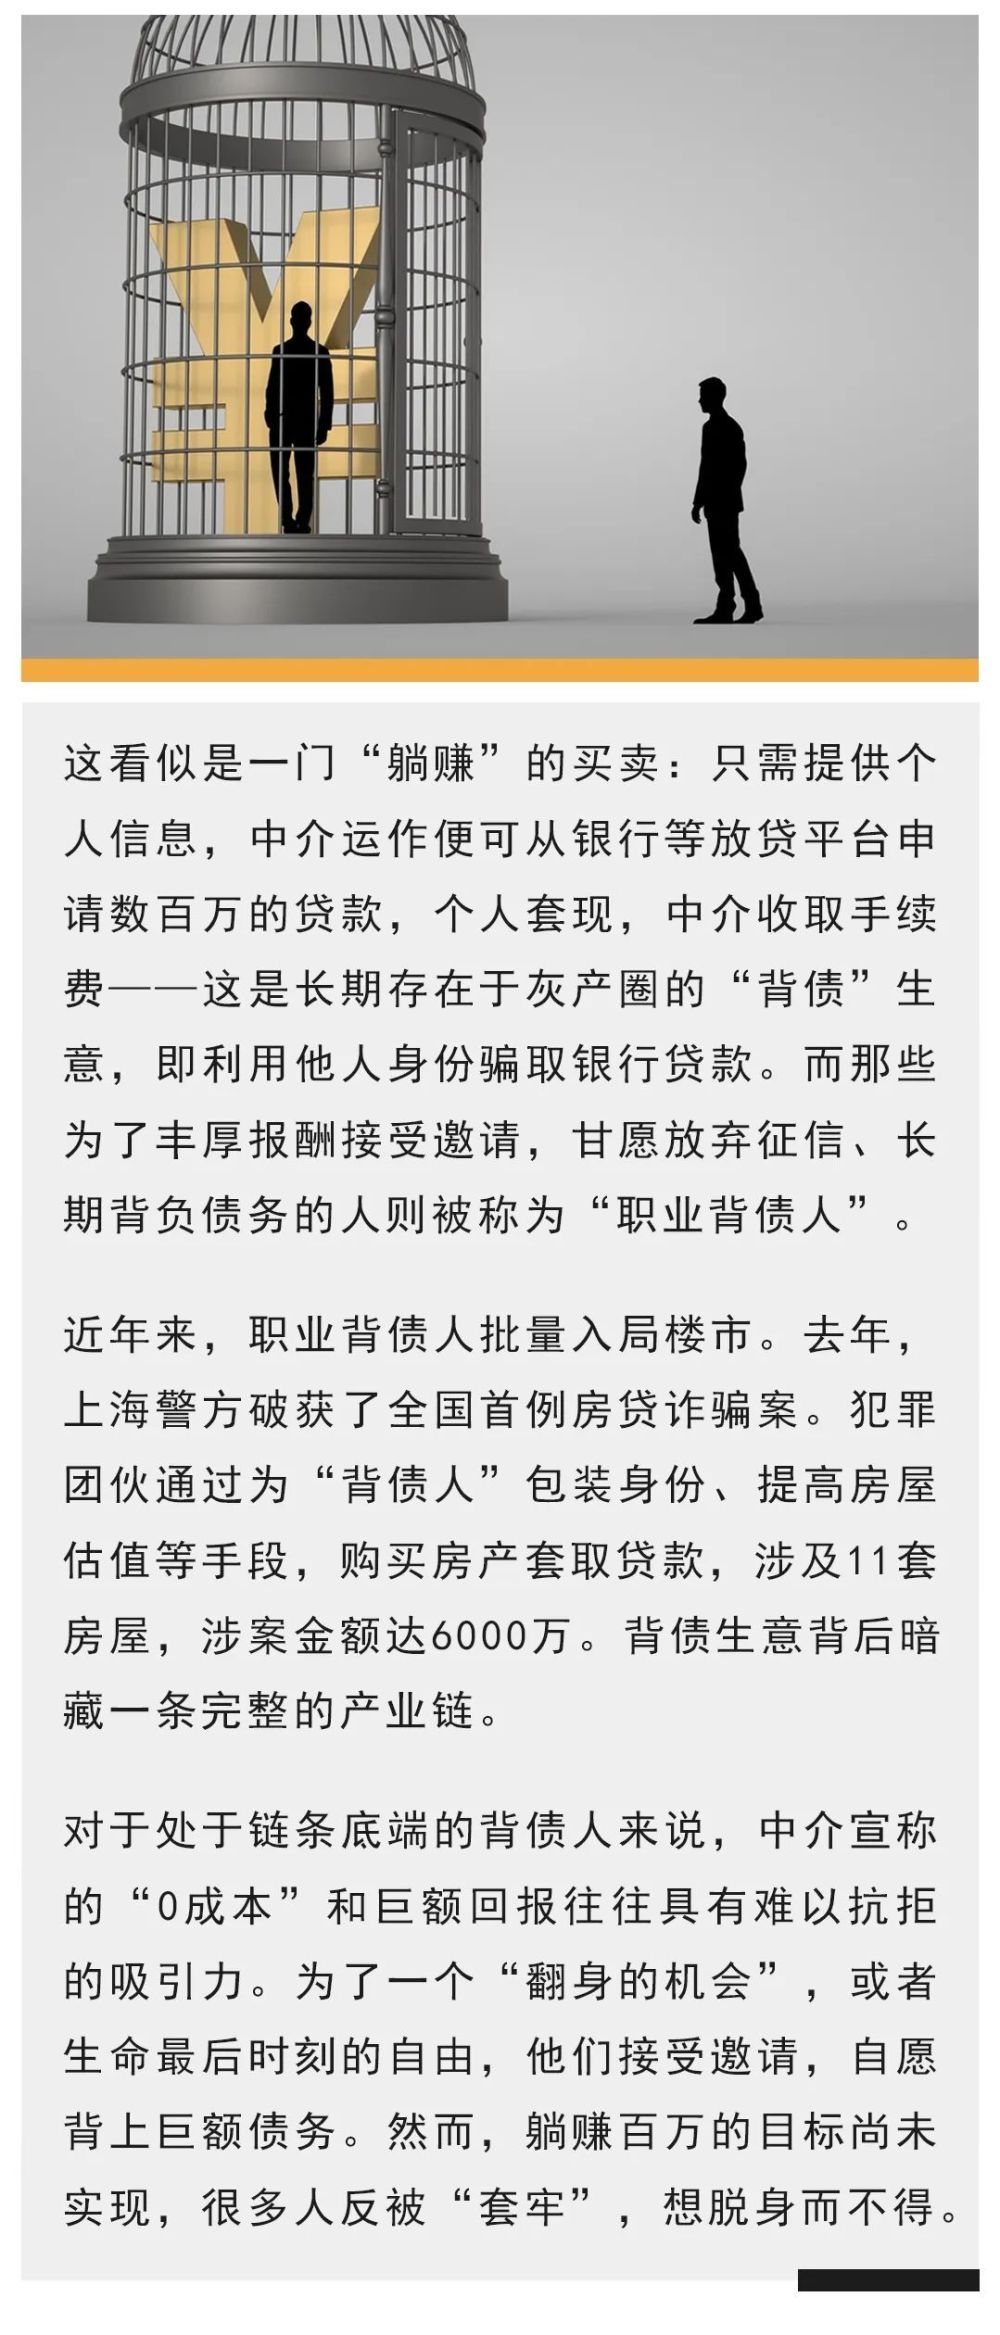 这看似是一门“躺赚”的买卖：只需提供个
人信息，中介运作便可从银行等放贷平台申
请数百万的贷款，个人套现，中介收取手续
费——这是长期存在于灰产圈的“背债”生
意，即利用他人身份骗取银行贷款。而那些
为了丰厚报酬接受邀请，甘愿放弃征信、长
期背负债务的人则被称为“职业背债人”。
近年来，职业背债人批量入局楼市。去年，
上海警方破获了全国首例房贷诈骗案。犯罪
团伙通过为“背债人”包装身份、提高房屋
估值等手段，购买房产套取贷款，涉及11套
房屋，涉案金额达6000万。背债生意背后暗
藏一条完整的产业链。
对于处于链条底端的背债人来说，中介宣称
的“0成本”和巨额回报往往具有难以抗拒
的吸引力。为了一个“翻身的机会”，或者
生命最后时刻的自由，他们接受邀请，自愿
背上巨额债务。然而，躺赚百万的目标尚未
实现，很多人反被“套牢”，想脱身而不得。